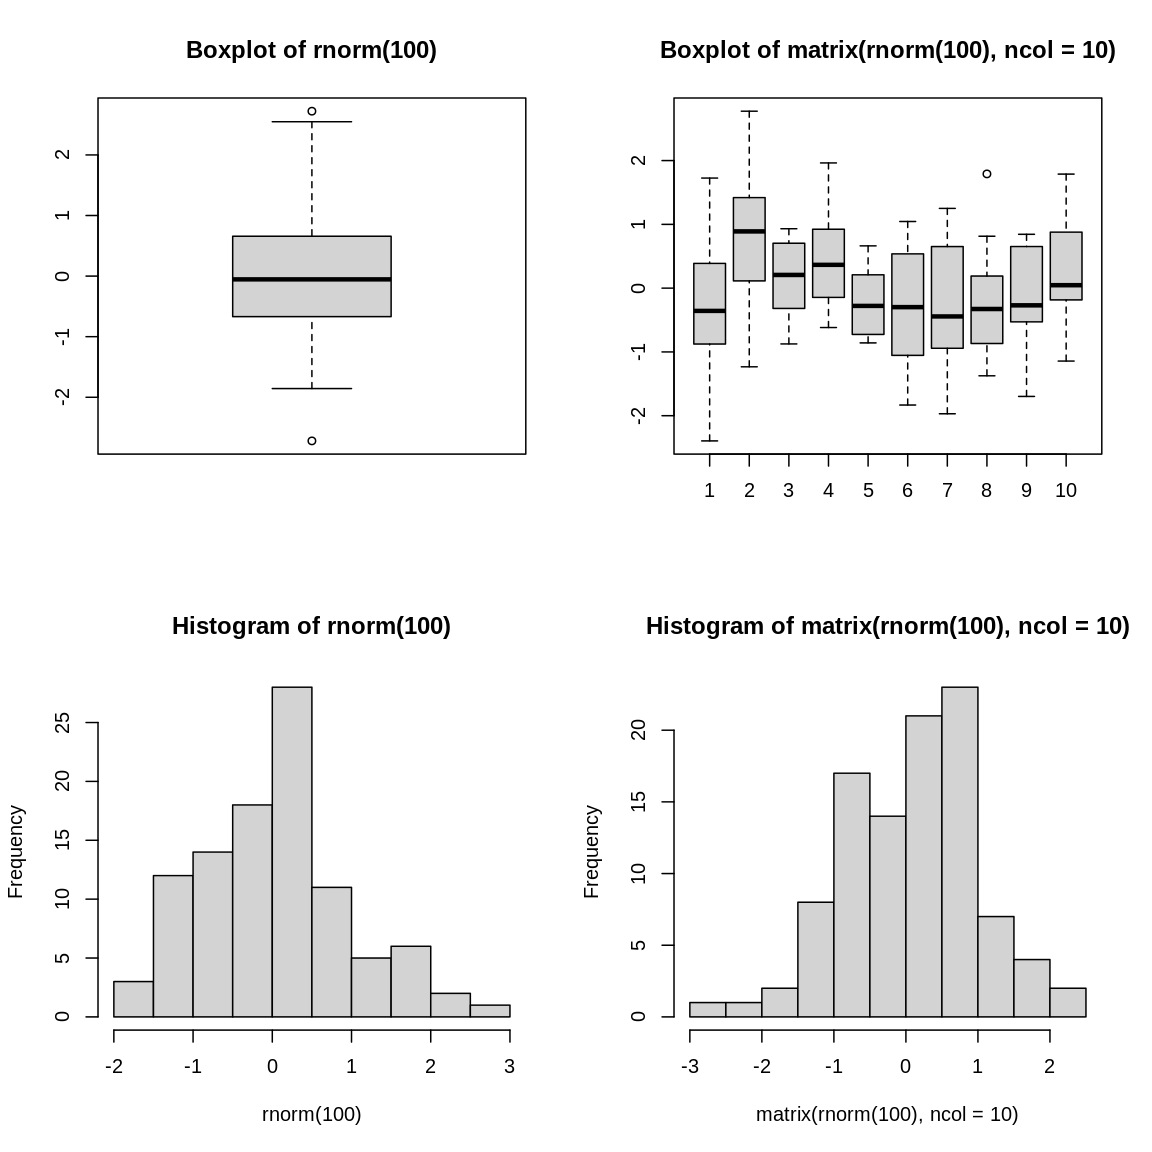 Boxplot of rnorm(100)
2
1
0
-1
-2
Boxplot of matrix(rnorm(100), ncol = 10)
2
1
0
-1
-2
1 2 3 4 5 6 7 8 9 10
Histogram of rnorm(100)
Frequency
25
20
15
10
5
0
-2 -1 0 1 2 3
rnorm(100)
Histogram of matrix(rnorm(100), ncol = 10)
Frequency
20
15
10
5
0
-3 -2 -1 0 1 2
matrix(rnorm(100), ncol = 10)